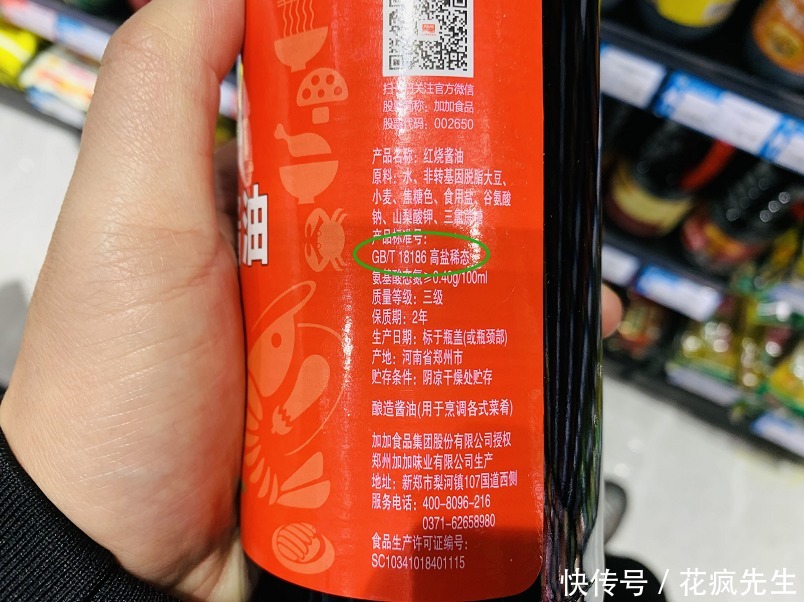 扫一扫关注官方微信
股票简称：加加食品
股票代码：002650
产品名称：红烧酱油
原料：水、非转基因脱脂大豆、
小麦、焦糖色、食用盐、谷氨酸
钠、山梨酸钾、三氯蔗糖
产品标准号：
GB/T 18186 高盐稀态
氨基酸态氮≥0.40g/100ml
质量等级：三级
保质期：2年
生产日期：标于瓶盖(或瓶颈部)
产地：河南省郑州市
贮存条件：阴凉干燥处贮存
酿造酱油(用于烹调各式菜肴)
加加食品集团股份有限公司授权
郑州加加味业有限公司生产
地址：新郑市梨河镇107国道西侧
服务电话：400-8096-216
0371-62658980
食品生产许可证编号：
SC10341018401115
油
快传号 / 花疯先生